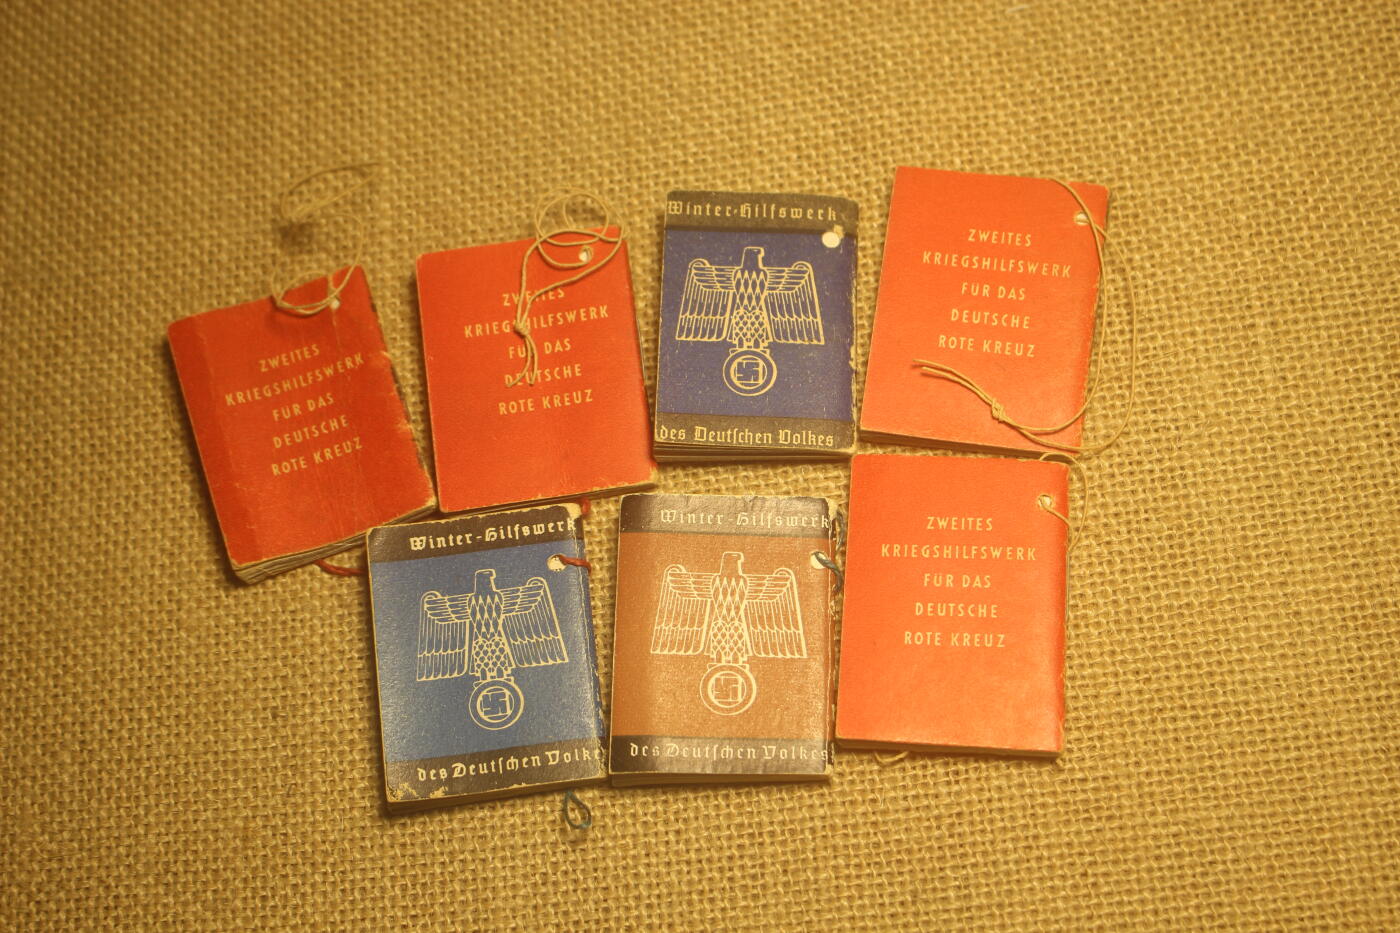 ZWEITES
KRIEGSHILFSWERK
FÜR DAS
DEUTSCHE
ROTE KREUZ
ZWEITES
KRIEGSHILFSWERK
FÜR DAS
DEUTSCHE
ROTE KREUZ
Winter-Hilfswerk
des Deutſchen Volkes
ZWEITES
KRIEGSHILFSWERK
FÜR DAS
DEUTSCHE
ROTE KREUZ
Winter-Hilfswerk
des Deutſchen Volke
Winter-Hilfswerk
des Deutſchen Volkes
ZWEITES
KRIEGSHILFSWERK
FÜR DAS
DEUTSCHE
ROTE KREUZ